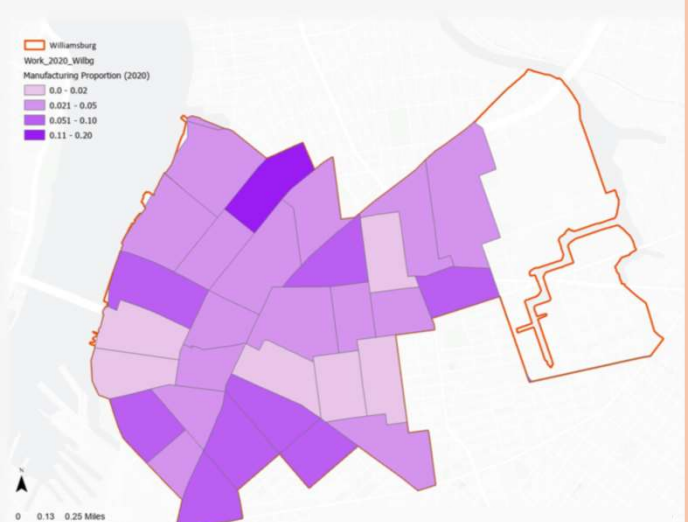 Williamsburg
Work_2020_Wilbg
Manufacturing Proportion (2020)
0.0 - 0.02
0.021 - 0.05
0.051 - 0.10
0.11 - 0.20
N
0 0.13 0.25 Miles